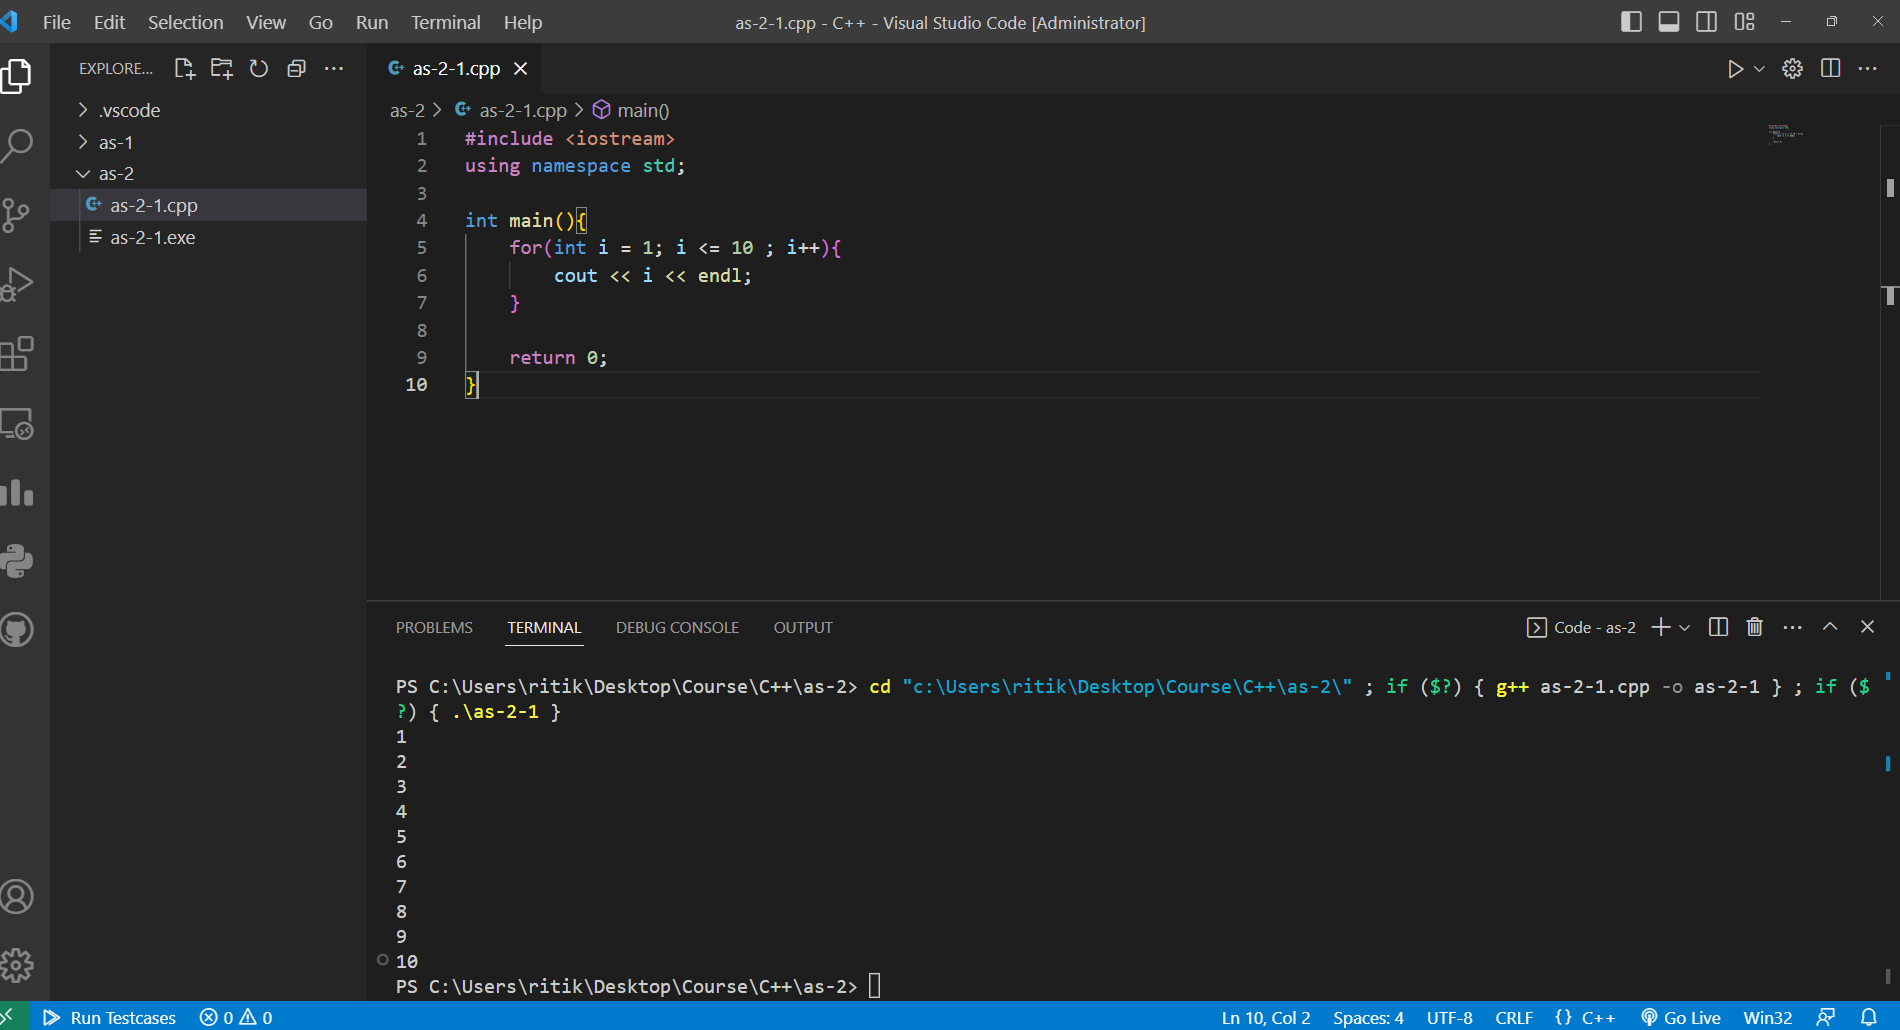 File Edit Selection View Go Run Terminal Help as-2-1.cpp - C++ - Visual Studio Code [Administrator]
EXPLORE...
.vscode
as-1
as-2
as-2-1.cpp
as-2-1.exe
as-2-1.cpp
as-2 > as-2-1.cpp > main()
1 #include <iostream>
2 using namespace std;
3
4 int main(){
5     for(int i = 1; i <= 10 ; i++){
6         cout << i << endl;
7     }
8
9     return 0;
10 }
PROBLEMS TERMINAL DEBUG CONSOLE OUTPUT Code - as-2
PS C:\Users\ritik\Desktop\Course\C++\as-2> cd "c:\Users\ritik\Desktop\Course\C++\as-2\" ; if ($?) { g++ as-2-1.cpp -o as-2-1 } ; if ($
?) { .\as-2-1 }
1
2
3
4
5
6
7
8
9
10
PS C:\Users\ritik\Desktop\Course\C++\as-2>
Run Testcases 0 0 Ln 10, Col 2 Spaces: 4 UTF-8 CRLF {} C++ Go Live Win32